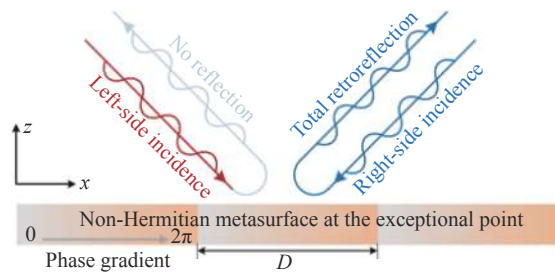 No reflection
Left-side incidence
Total retroreflection
Right-side incidence
z
x
Non-Hermitian metasurface at the exceptional point
0
2π
Phase gradient
D